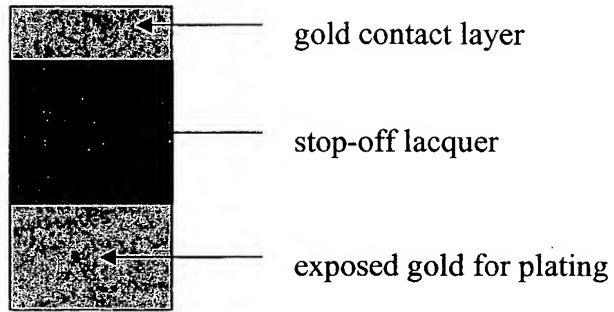 gold contact layer
stop-off lacquer
exposed gold for plating